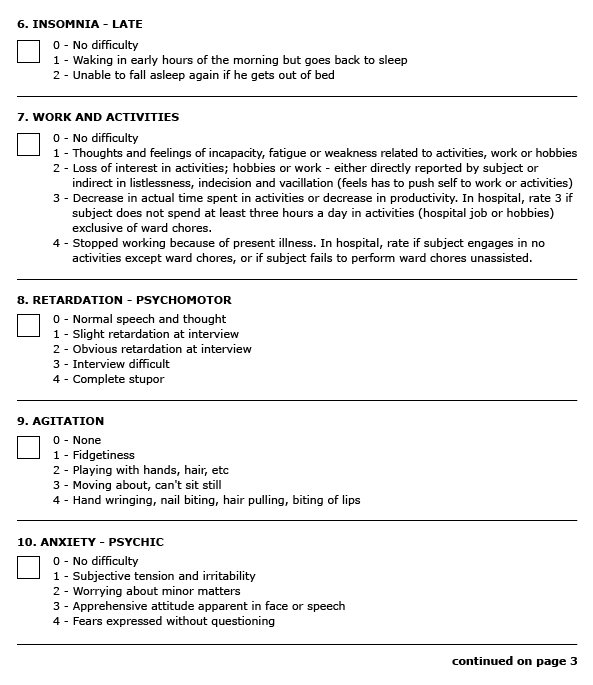 6. INSOMNIA - LATE
0 - No difficulty
1 - Waking in early hours of the morning but goes back to sleep
2 - Unable to fall asleep again if he gets out of bed
7. WORK AND ACTIVITIES
0 - No difficulty
1 - Thoughts and feelings of incapacity, fatigue or weakness related to activities, work or hobbies
2 - Loss of interest in activities; hobbies or work - either directly reported by subject or
indirect in listlessness, indecision and vacillation (feels has to push self to work or activities)
3 - Decrease in actual time spent in activities or decrease in productivity. In hospital, rate 3 if
subject does not spend at least three hours a day in activities (hospital job or hobbies)
exclusive of ward chores.
4 - Stopped working because of present illness. In hospital, rate if subject engages in no
activities except ward chores, or if subject fails to perform ward chores unassisted.
8. RETARDATION - PSYCHOMOTOR
0 - Normal speech and thought
1 - Slight retardation at interview
2 - Obvious retardation at interview
3 - Interview difficult
4 - Complete stupor
9. AGITATION
0 - None
1 - Fidgetiness
2 - Playing with hands, hair, etc
3 - Moving about, can't sit still
4 - Hand wringing, nail biting, hair pulling, biting of lips
10. ANXIETY - PSYCHIC
0 - No difficulty
1 - Subjective tension and irritability
2 - Worrying about minor matters
3 - Apprehensive attitude apparent in face or speech
4 - Fears expressed without questioning
continued on page 3